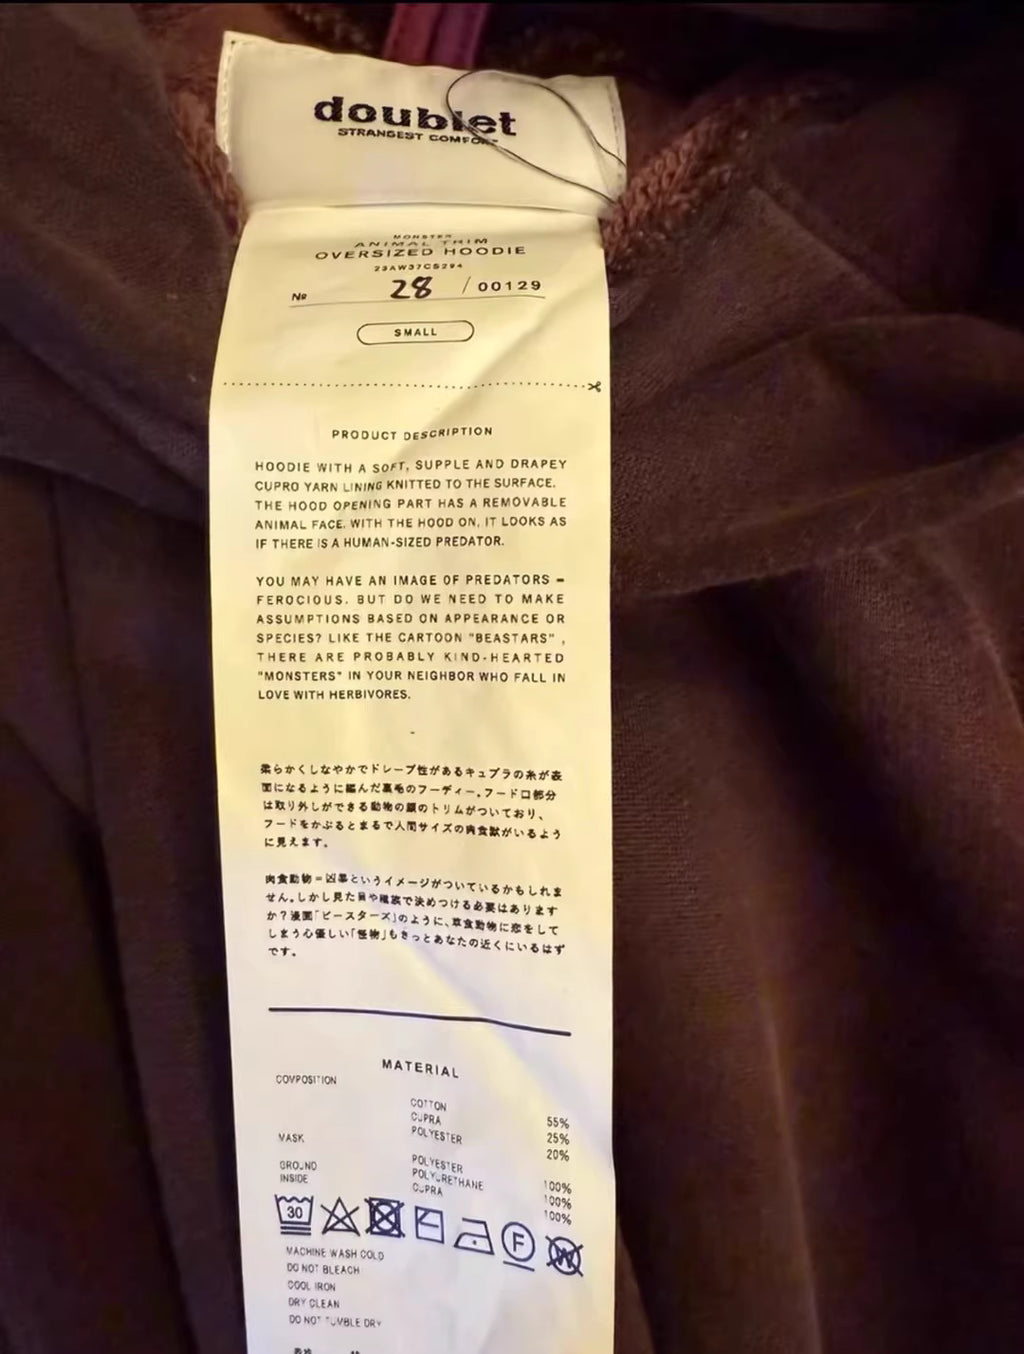 doublet
STRANGEST COMFORT
MONSTER
ANIMAL TRIM
OVERSIZED HOODIE
23AW37CS294
№ 28 / 00129
SMALL
PRODUCT DESCRIPTION
HOODIE WITH A SOFT, SUPPLE AND DRAPEY
CUPRO YARN LINING KNITTED TO THE SURFACE.
THE HOOD OPENING PART HAS A REMOVABLE
ANIMAL FACE. WITH THE HOOD ON, IT LOOKS AS
IF THERE IS A HUMAN-SIZED PREDATOR.
YOU MAY HAVE AN IMAGE OF PREDATORS =
FEROCIOUS. BUT DO WE NEED TO MAKE
ASSUMPTIONS BASED ON APPEARANCE OR
SPECIES? LIKE THE CARTOON "BEASTARS" ,
THERE ARE PROBABLY KIND-HEARTED
"MONSTERS" IN YOUR NEIGHBOR WHO FALL IN
LOVE WITH HERBIVORES.
柔らかくしなやかでドレープ性があるキュプラの糸が表
面になるように編んだ裏毛のフーディー。フード口部分
は取り外しができる動物の顔のトリムがついており、
フードをかぶるとまるで人間サイズの肉食獣がいるよう
に見えます。
肉食動物=凶暴というイメージがついているかもしれま
せん。しかし見た目や種族で決めつける必要はあります
か？漫画「ビースターズ」のように、草食動物に恋をして
しまう心優しい「怪物」もきっとあなたの近くにいるはず
です。
MATERIAL
COMPOSITION
COTTON 55%
CUPRA 25%
POLYESTER 20%
MASK
POLYESTER 100%
GROUND POLYURETHANE 100%
INSIDE CUPRA 100%
30 F W
MACHINE WASH COLD
DO NOT BLEACH
COOL IRON
DRY CLEAN
DO NOT TUMBLE DRY